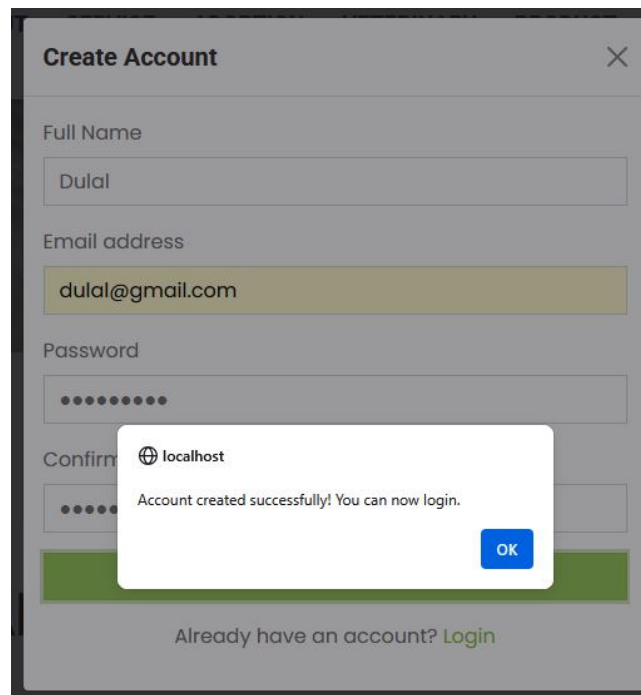 Create Account
Full Name
Dulal
Email address
dulal@gmail.com
Password
•••••••••
localhost
Account created successfully! You can now login.
OK
Already have an account? Login